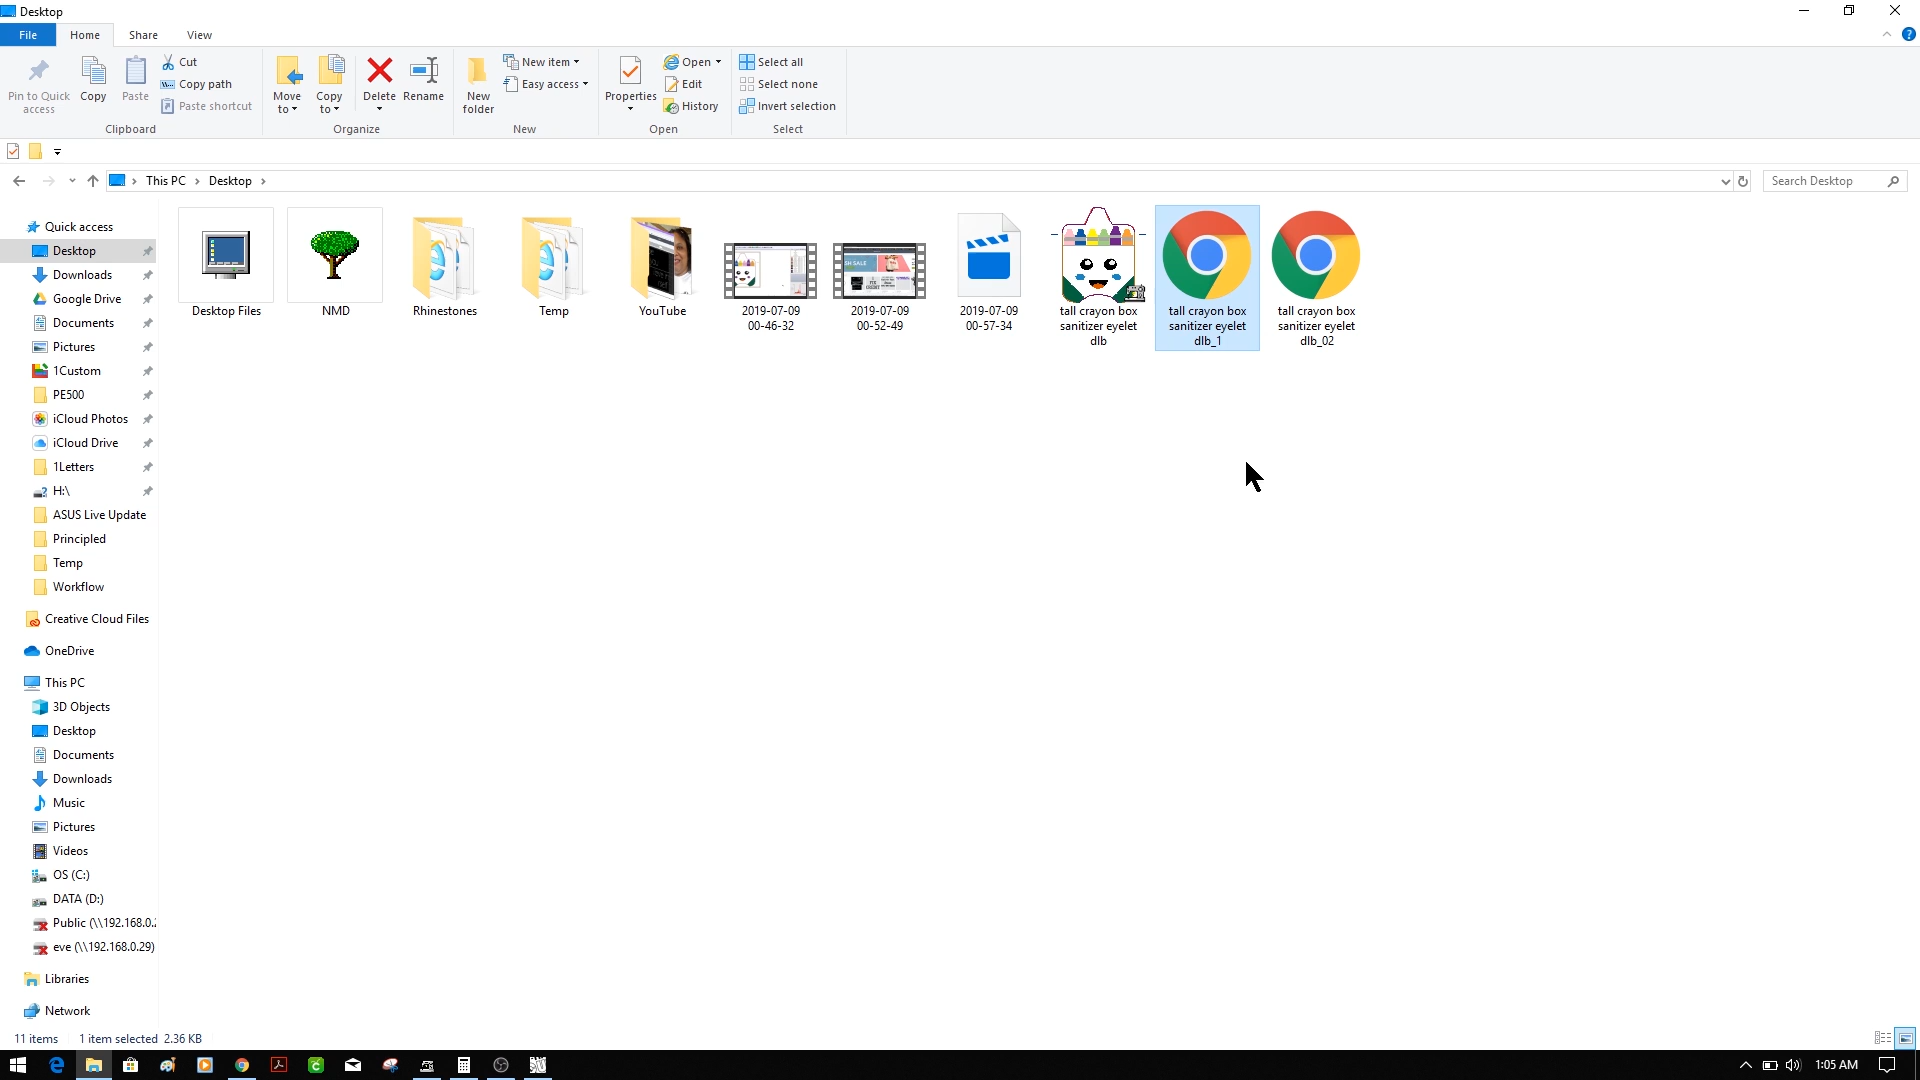 Desktop
File Home Share View
Pin to Quick access
Copy
Paste
Cut
Copy path
Paste shortcut
Clipboard
Move to
Copy to
Delete
Rename
Organize
New folder
New item
Easy access
New
Properties
Open
Edit
History
Open
Select all
Select none
Invert selection
Select
This PC Desktop
Search Desktop
Quick access
Desktop
Downloads
Google Drive
Documents
Pictures
1Custom
PE500
iCloud Photos
iCloud Drive
1Letters
H:\
ASUS Live Update
Principled
Temp
Workflow
Creative Cloud Files
OneDrive
This PC
3D Objects
Desktop
Documents
Downloads
Music
Pictures
Videos
OS (C:)
DATA (D:)
Public (\\192.168.0.
eve (\\192.168.0.29)
Libraries
Network
Desktop Files
NMD
Rhinestones
Temp
YouTube
2019-07-09
00-46-32
2019-07-09
00-52-49
2019-07-09
00-57-34
tall crayon box
sanitizer eyelet
dlb
tall crayon box
sanitizer eyelet
dlb_1
tall crayon box
sanitizer eyelet
dlb_02
11 items 1 item selected 2.36 KB
1:05 AM